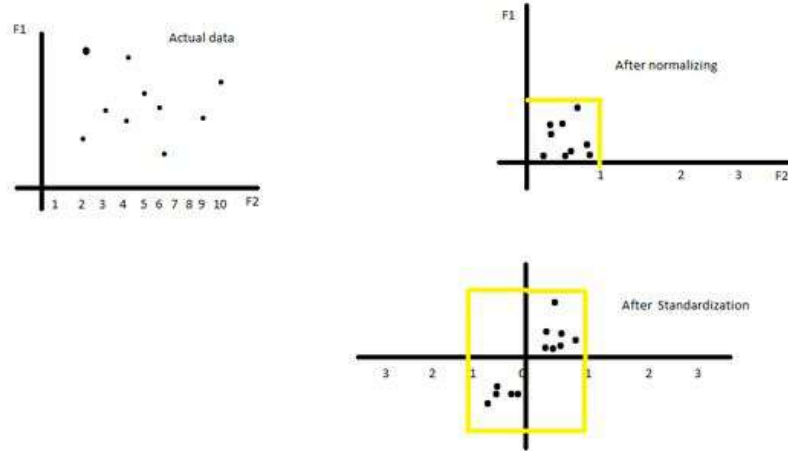 F1
Actual data
1 2 3 4 5 6 7 8 9 10 F2
F1
After normalizing
1 2 3 F2
After Standardization
3 2 1 0 1 2 3